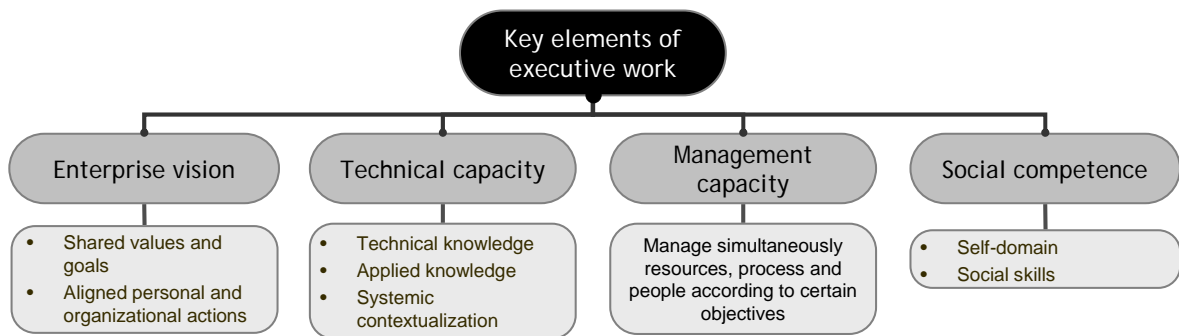 Key elements of
executive work
Enterprise vision
Technical capacity
Management
capacity
Social competence
• Shared values and
goals
• Aligned personal and
organizational actions
• Technical knowledge
• Applied knowledge
• Systemic
contextualization
Manage simultaneously
resources, process and
people according to certain
objectives
• Self-domain
• Social skills